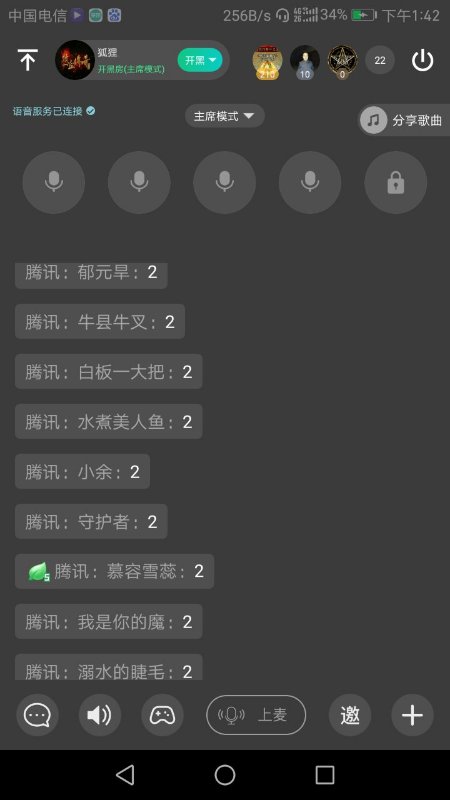 中国电信 256B/s 46 26 34% 下午1:42
狐狸
开黑房(主席模式)
开黑
210
10
0
22
语音服务已连接
主席模式
分享歌曲
腾讯：郁元旱：2
腾讯：牛县牛叉：2
腾讯：白板一大把：2
腾讯：水煮美人鱼：2
腾讯：小余：2
腾讯：守护者：2
5 腾讯：慕容雪蕊：2
腾讯：我是你的魔：2
腾讯：溺水的睫毛：2
上麦
邀